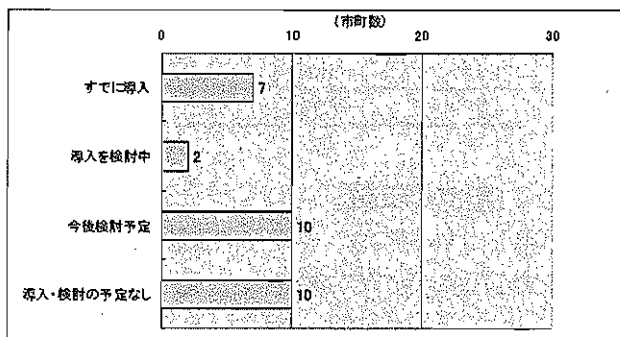 (市町数)
0 10 20 30
すでに導入 7
導入を検討中 2
今後検討予定 10
導入・検討の予定なし 10